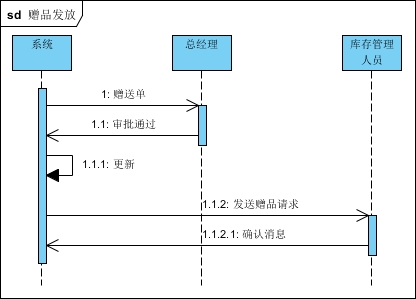 sd 赠品发放
系统
总经理
库存管理
人员
1: 赠送单
1.1: 审批通过
1.1.1: 更新
1.1.2: 发送赠品请求
1.1.2.1: 确认消息